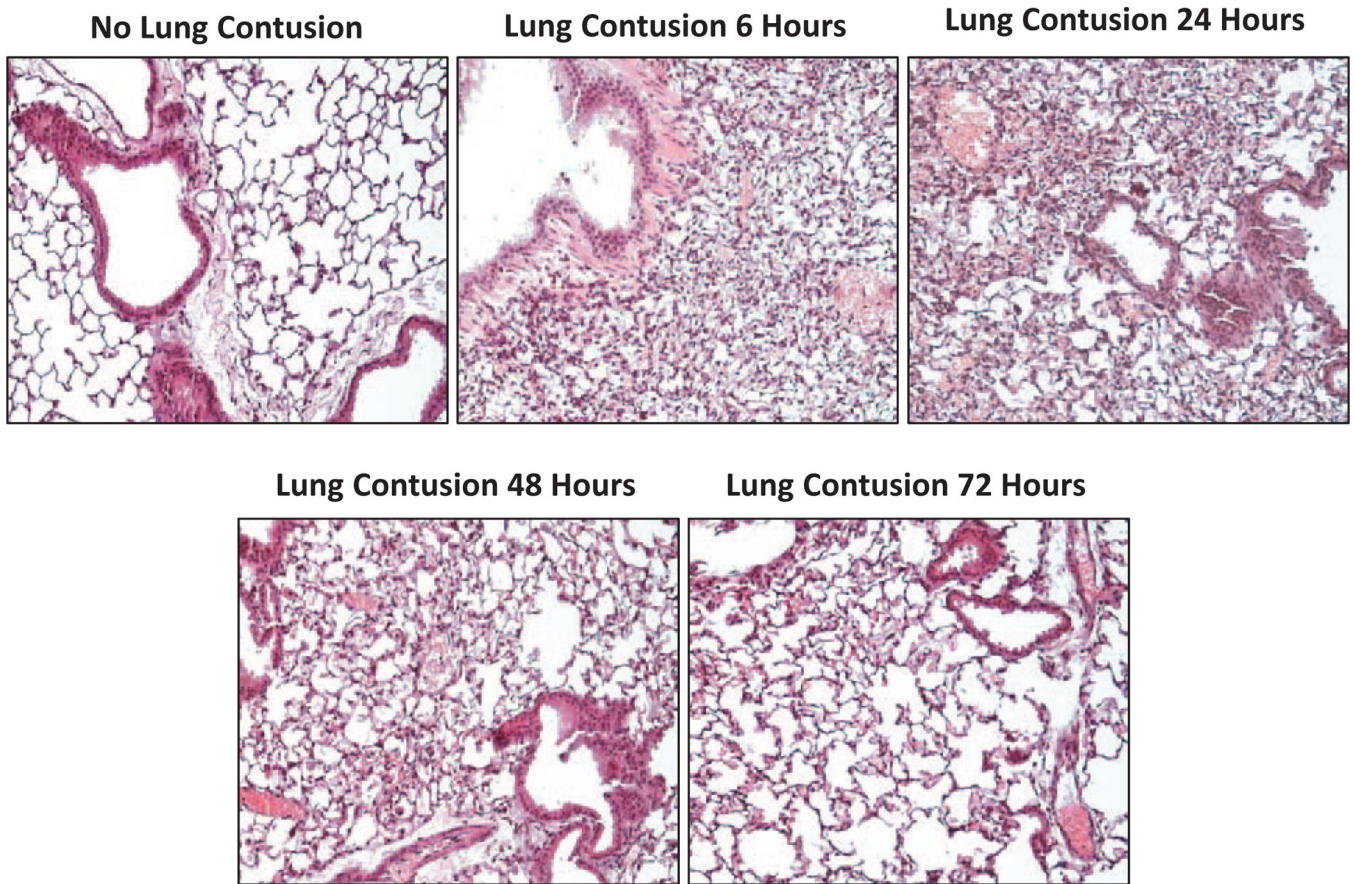 No Lung Contusion
Lung Contusion 6 Hours
Lung Contusion 24 Hours
Lung Contusion 48 Hours
Lung Contusion 72 Hours